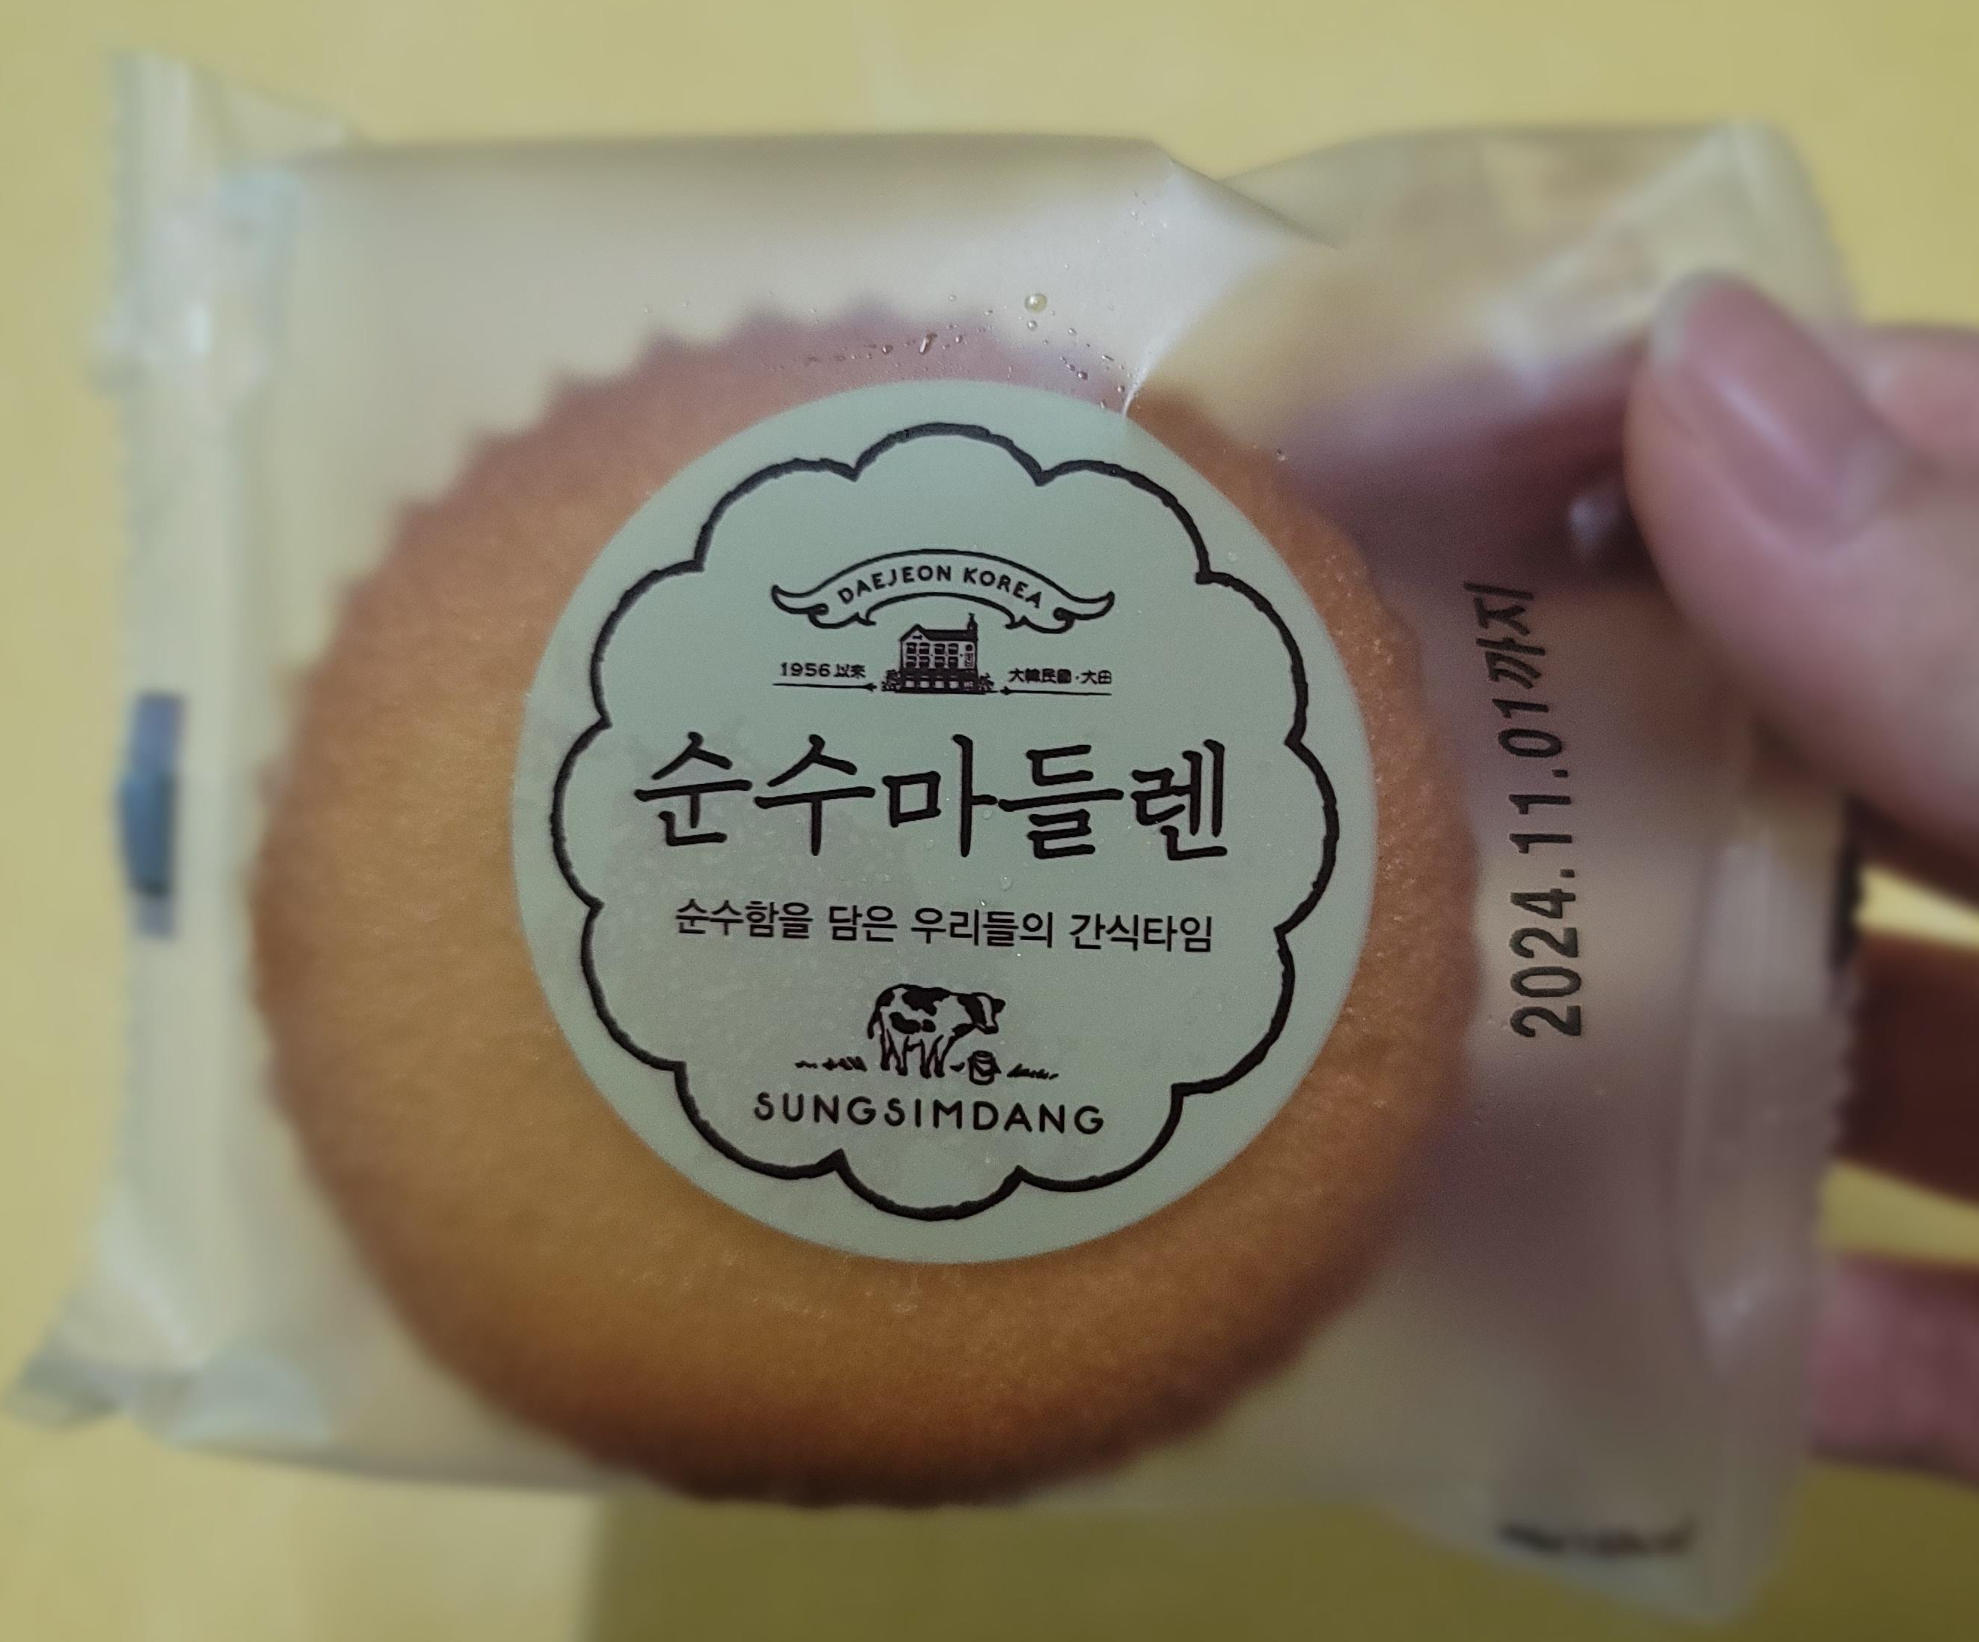 DAEJEON KOREA
1956 以來
大韓民國·大田
순수마들렌
순수함을 담은 우리들의 간식타임
SUNGSIMDANG
2024.11.01까지